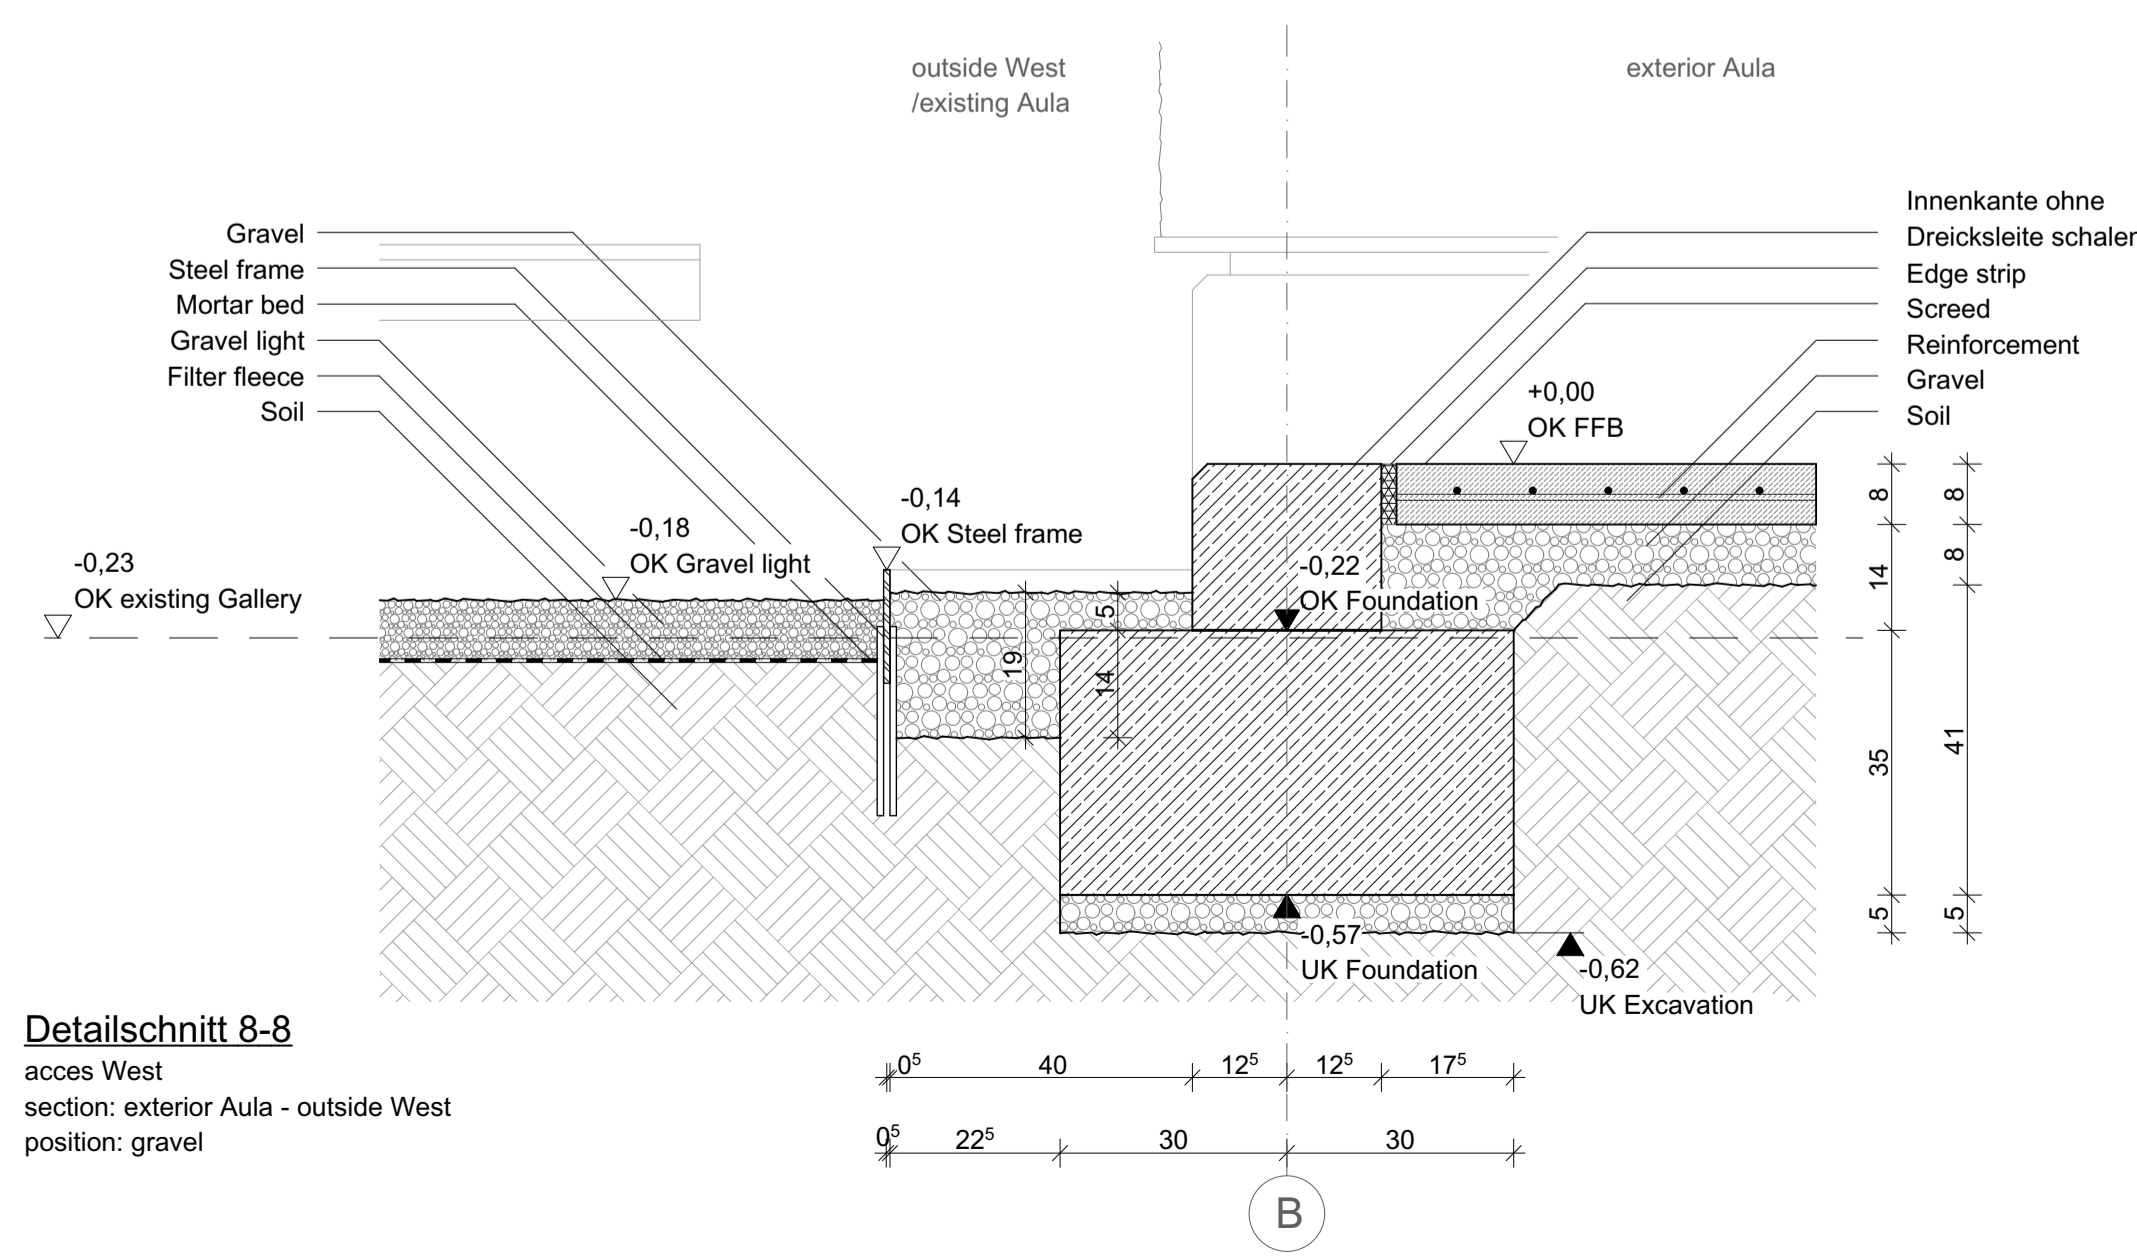 outside West
/existing Aula
exterior Aula
Gravel
Steel frame
Mortar bed
Gravel light
Filter fleece
Soil
Innenkante ohne
Dreicksleite schaler
Edge strip
Screed
Reinforcement
Gravel
Soil
+0,00
OK FFB
-0,14
OK Steel frame
-0,18
OK Gravel light
-0,23
OK existing Gallery
-0,22
OK Foundation
5
19
14
8
14
35
5
8
8
41
5
-0,57
UK Foundation
-0,62
UK Excavation
Detailschnitt 8-8
acces West
section: exterior Aula - outside West
position: gravel
0⁵ 40 12⁵ 12⁵ 17⁵
0⁵ 22⁵ 30 30
B